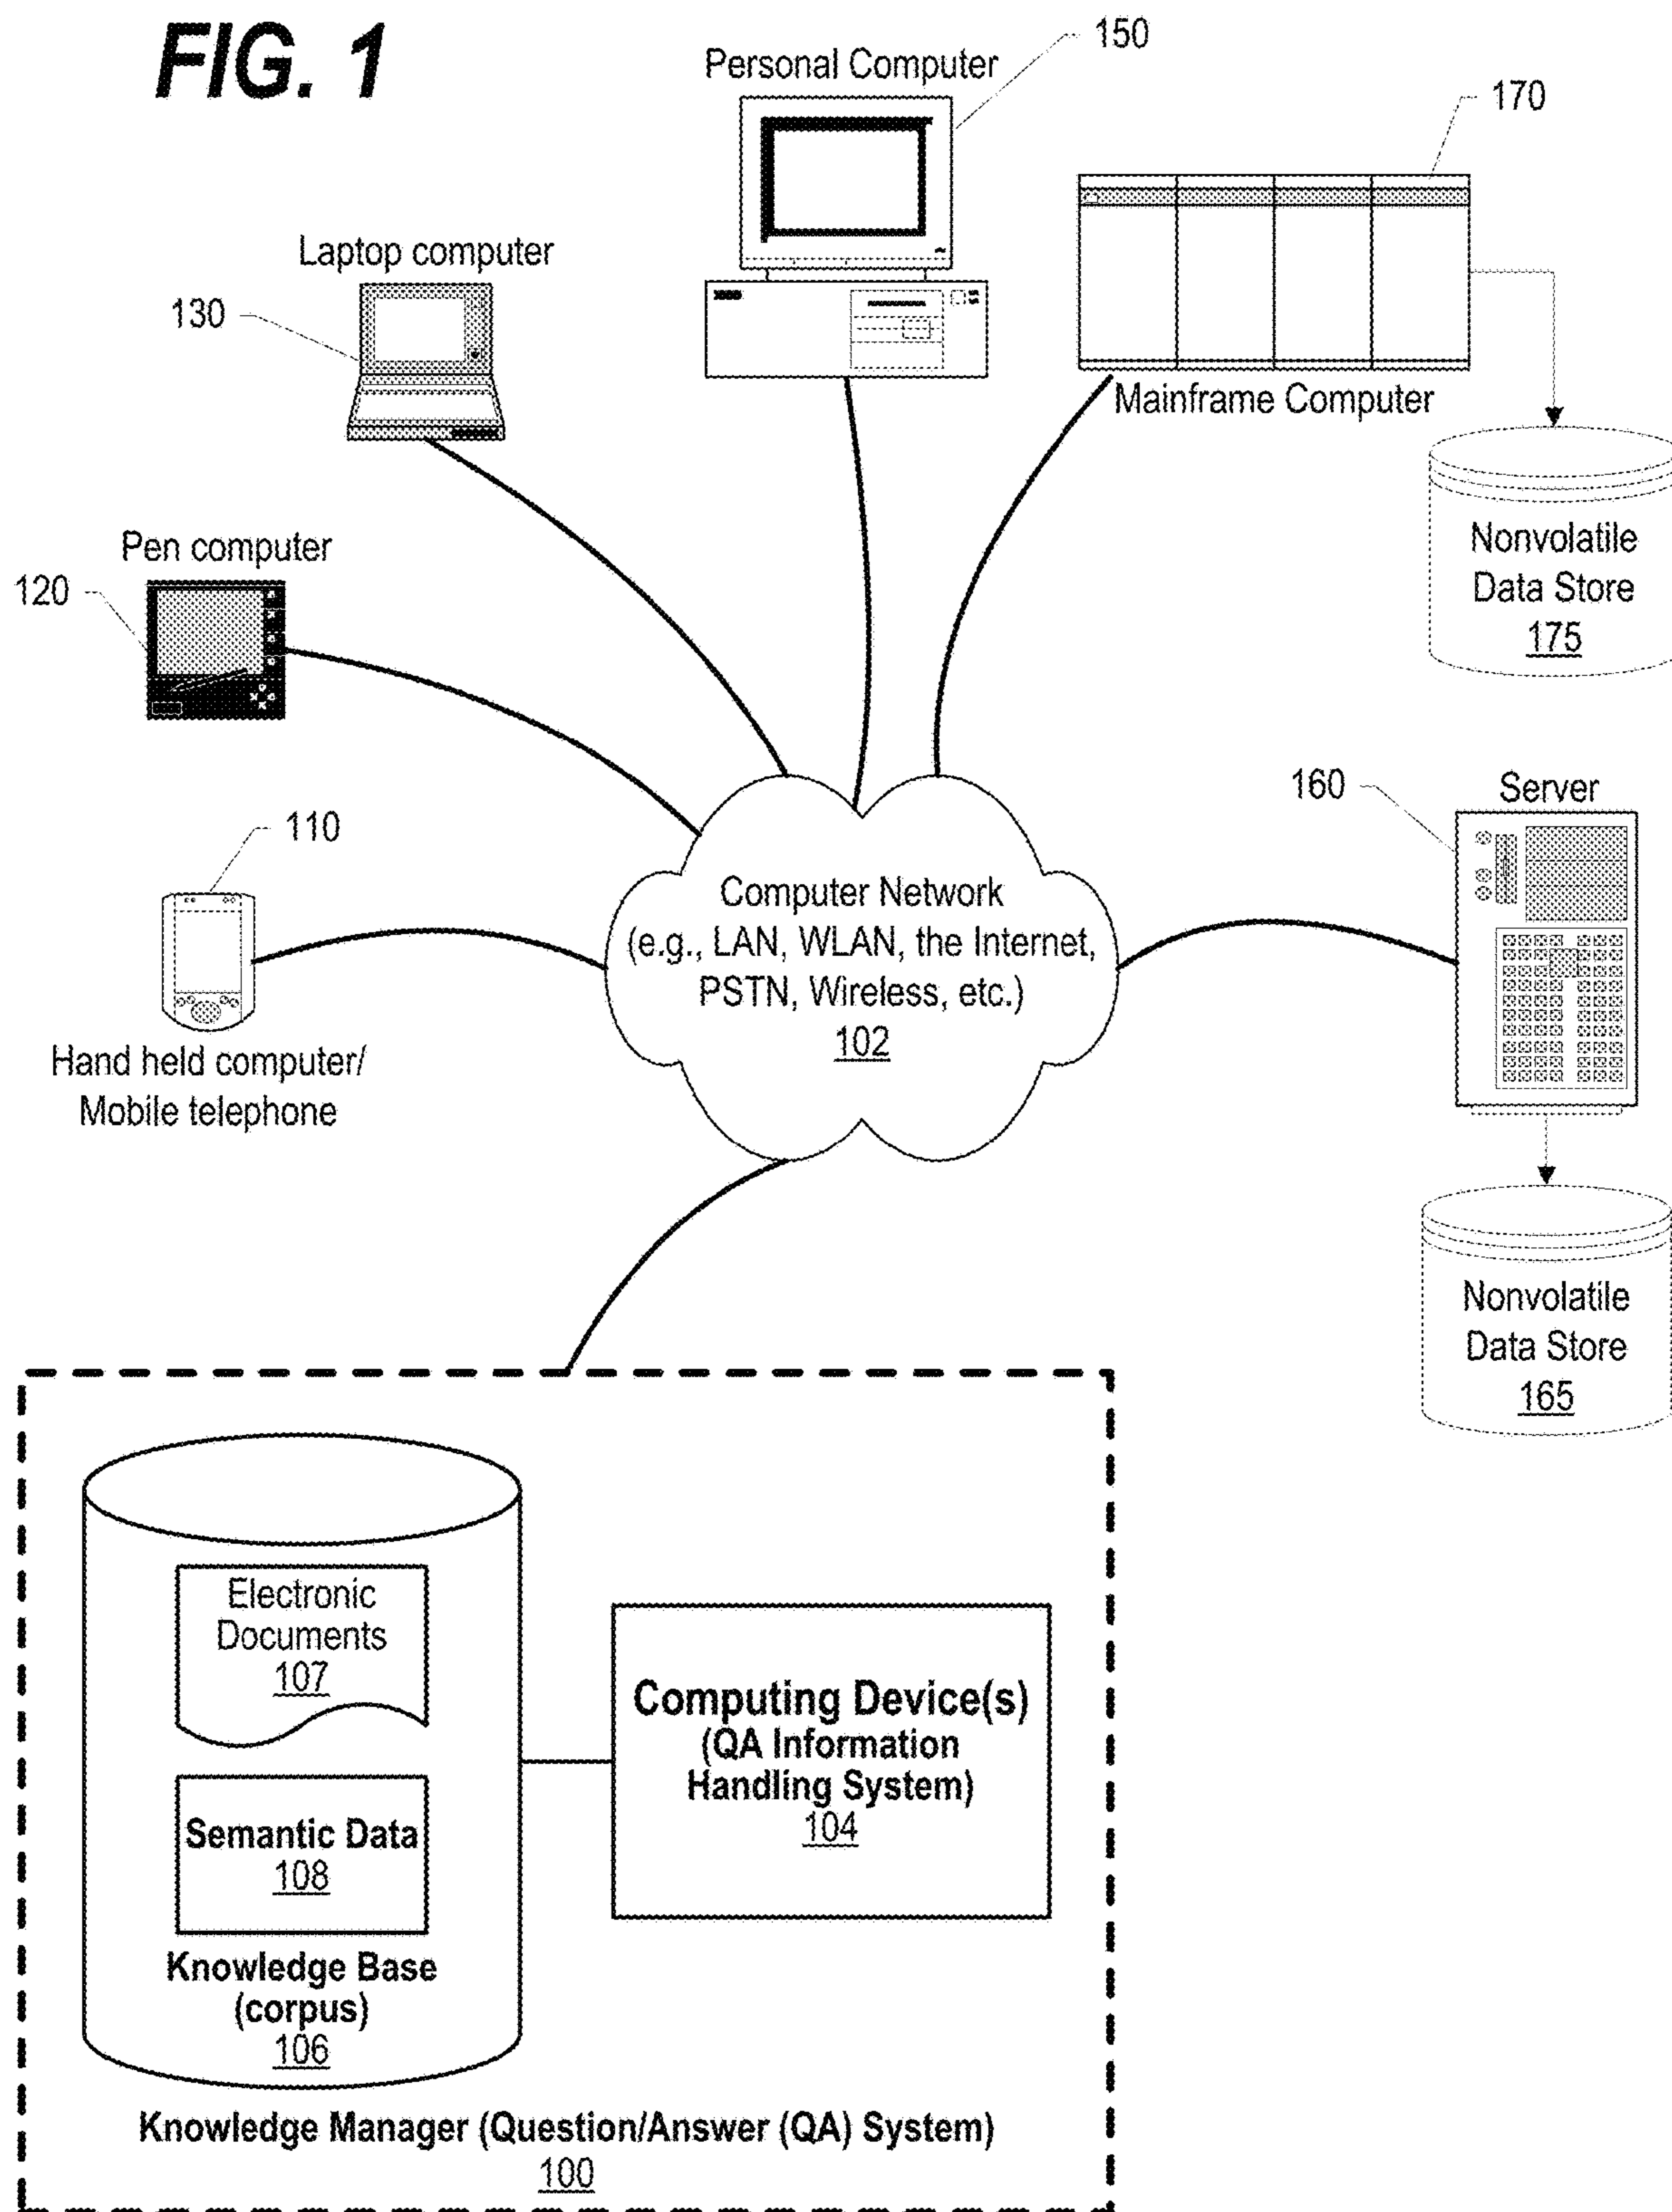 FIG. 1
Personal Computer
150
170
Laptop computer
130
Mainframe Computer
Nonvolatile
Data Store
175
Pen computer
120
160
Server
110
Computer Network
(e.g., LAN, WLAN, the Internet,
PSTN, Wireless, etc.)
102
Hand held computer/
Mobile telephone
Nonvolatile
Data Store
165
Electronic
Documents
107
Computing Device(s)
(QA Information
Handling System)
104
Semantic Data
108
Knowledge Base
(corpus)
106
Knowledge Manager (Question/Answer (QA) System)
100